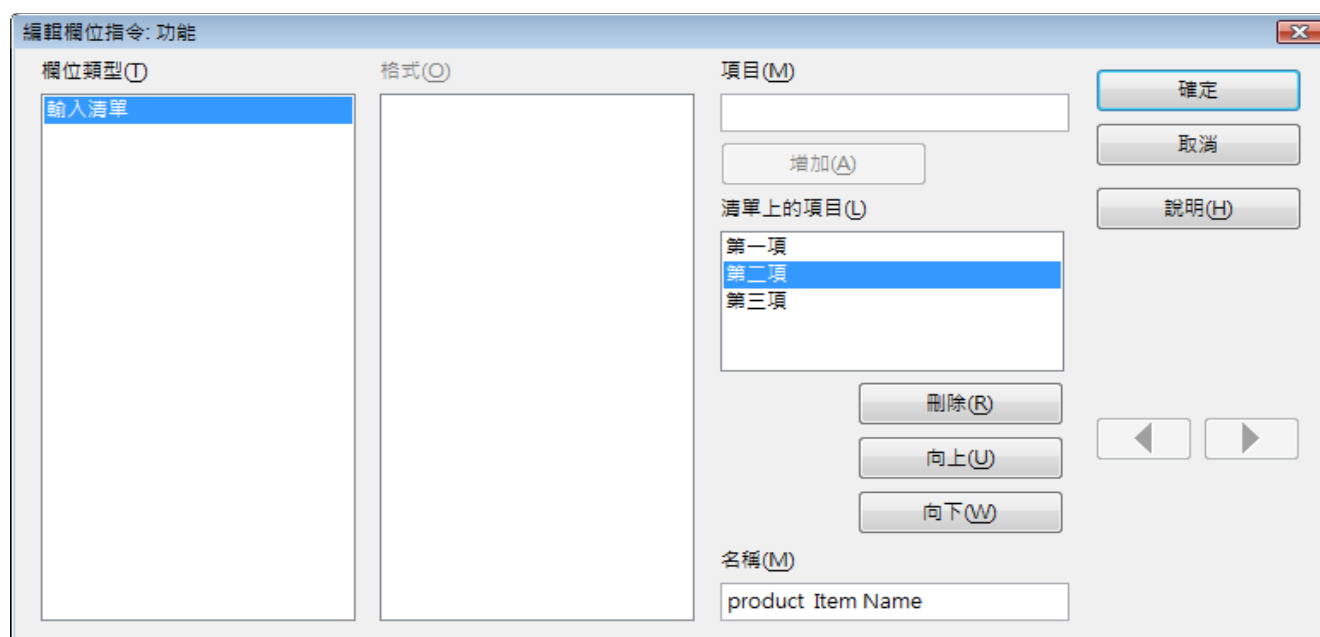 編輯欄位指令: 功能
欄位類型(T)
輸入清單
格式(O)
項目(M)
增加(A)
清單上的項目(L)
第一項
第二項
第三項
刪除(R)
向上(U)
向下(W)
名稱(M)
product Item Name
確定
取消
說明(H)